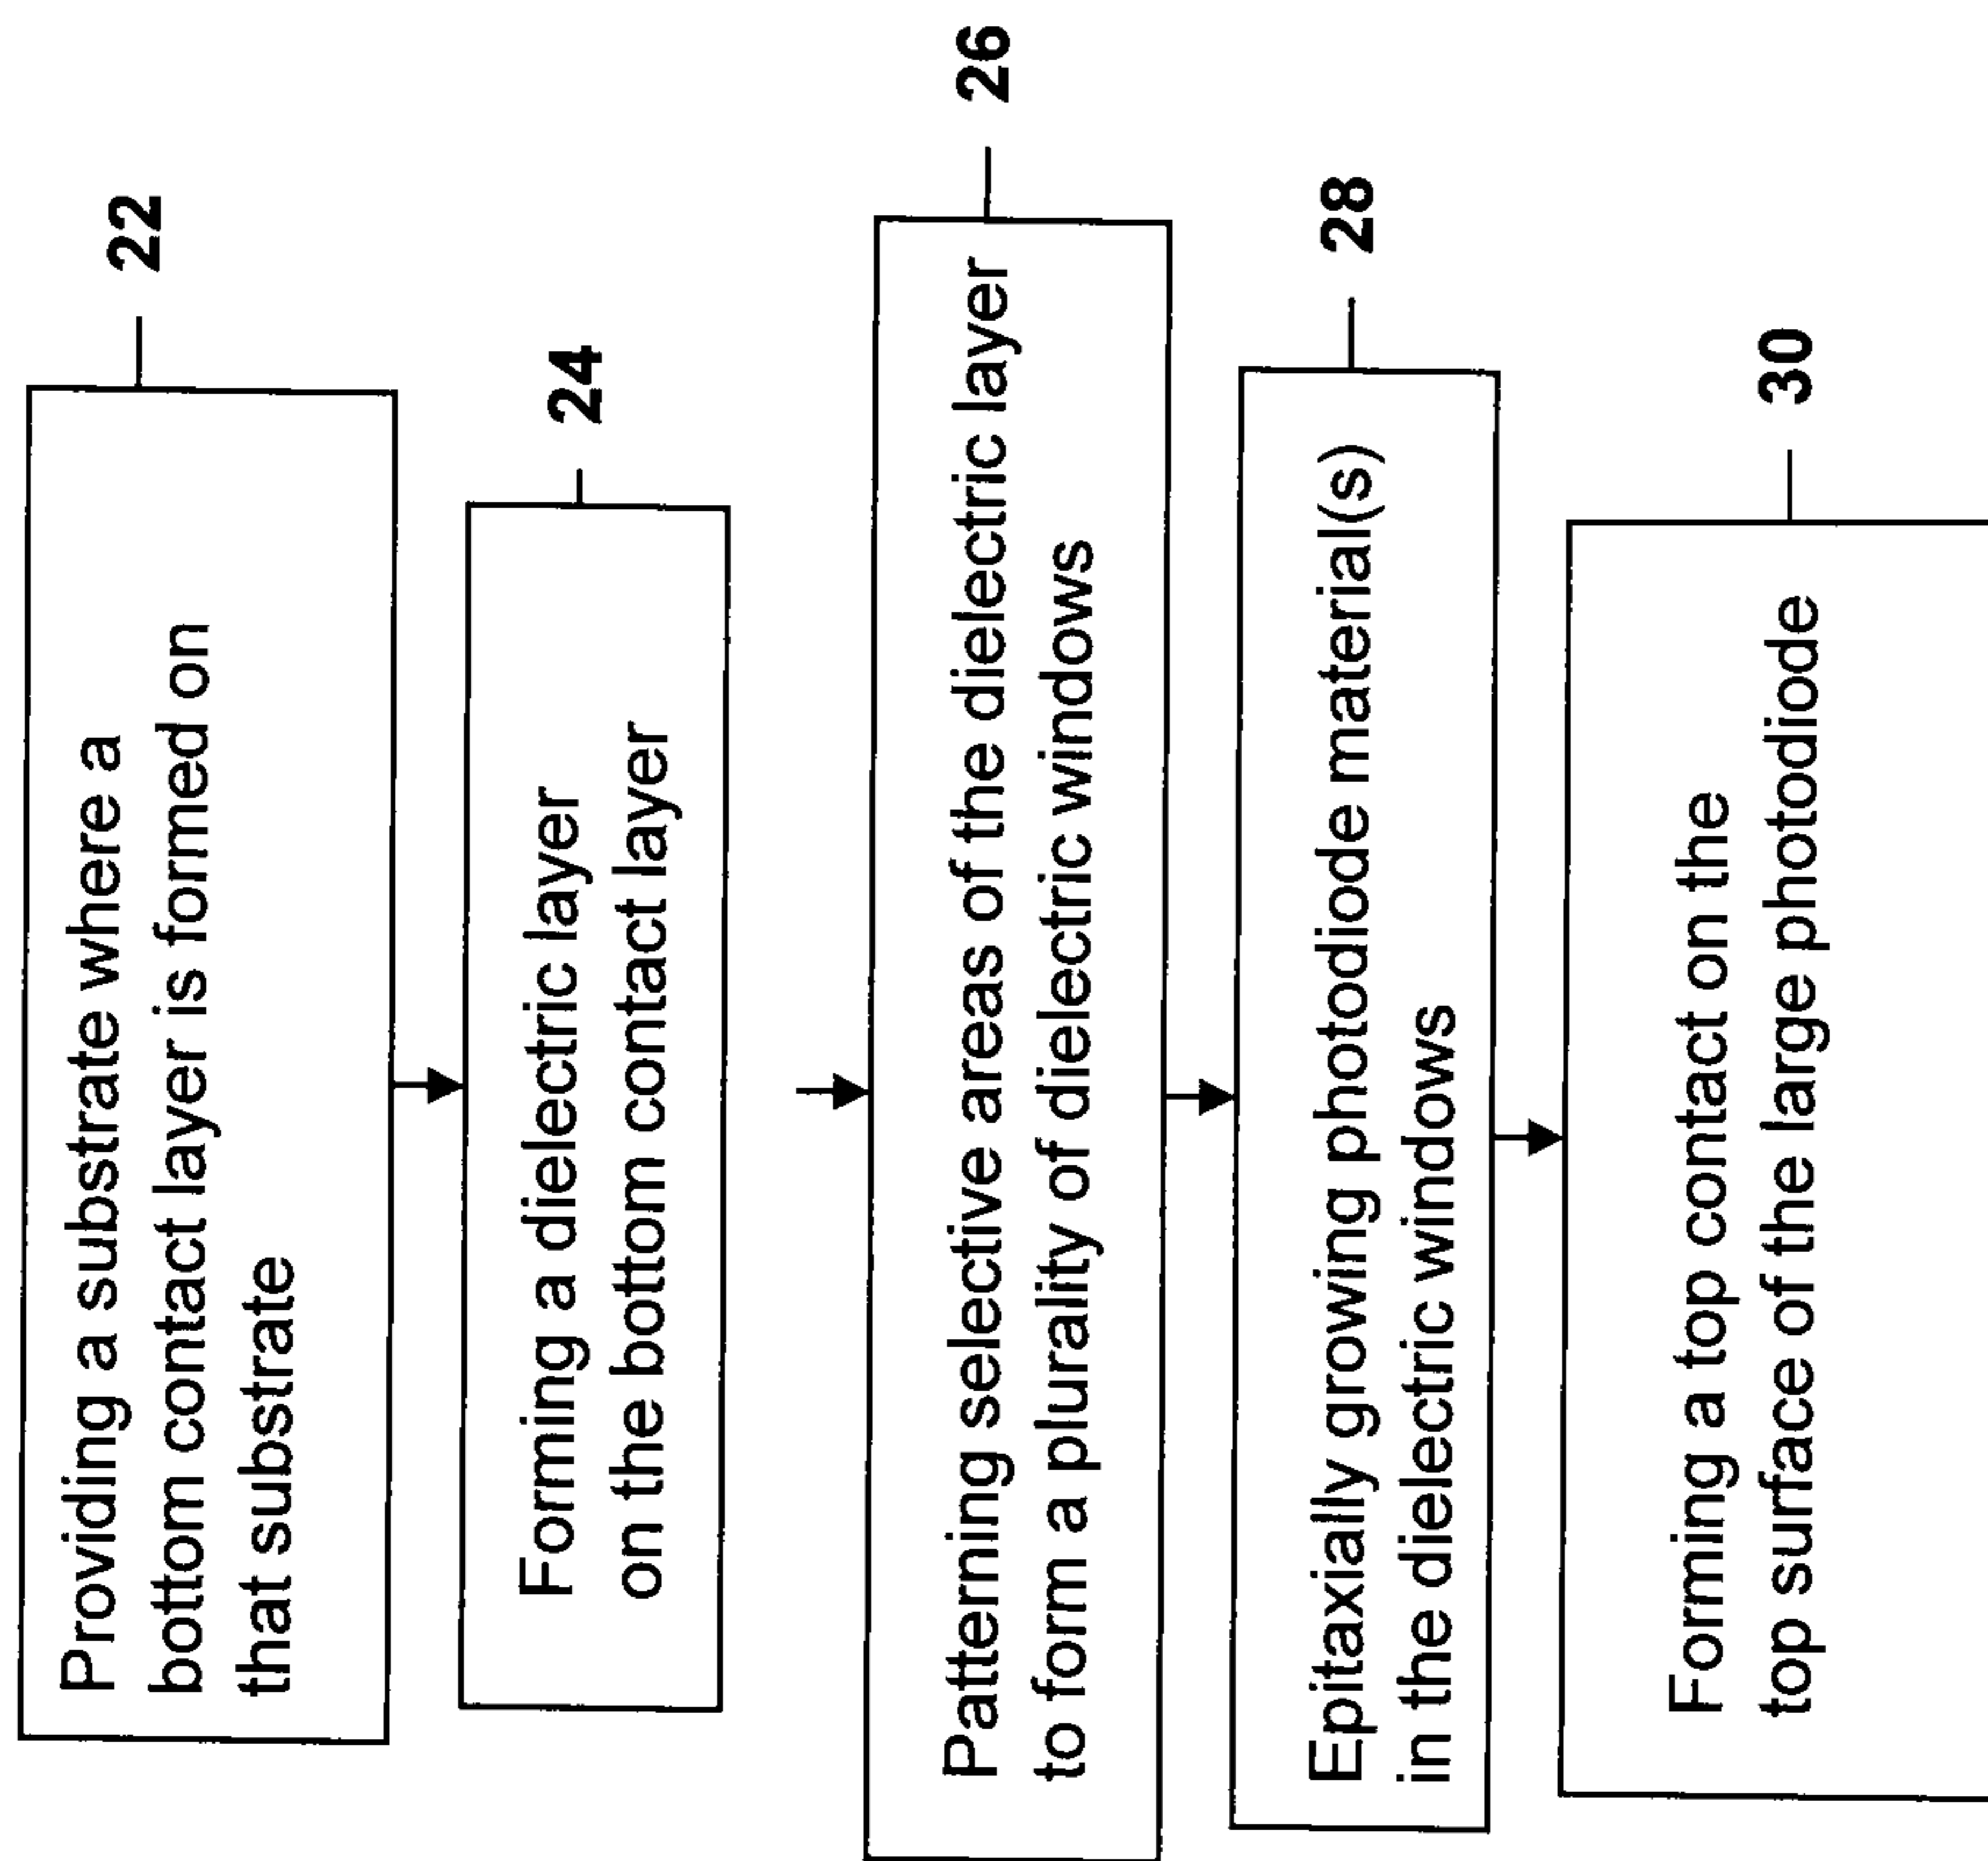 Providing a substrate where a
bottom contact layer is formed on
that substrate
22
Forming a dielectric layer
on the bottom contact layer
24
Patterning selective areas of the dielectric layer
to form a plurality of dielectric windows
26
Epitaxially growing photodiode material(s)
in the dielectric windows
28
Forming a top contact on the
top surface of the large photodiode
30